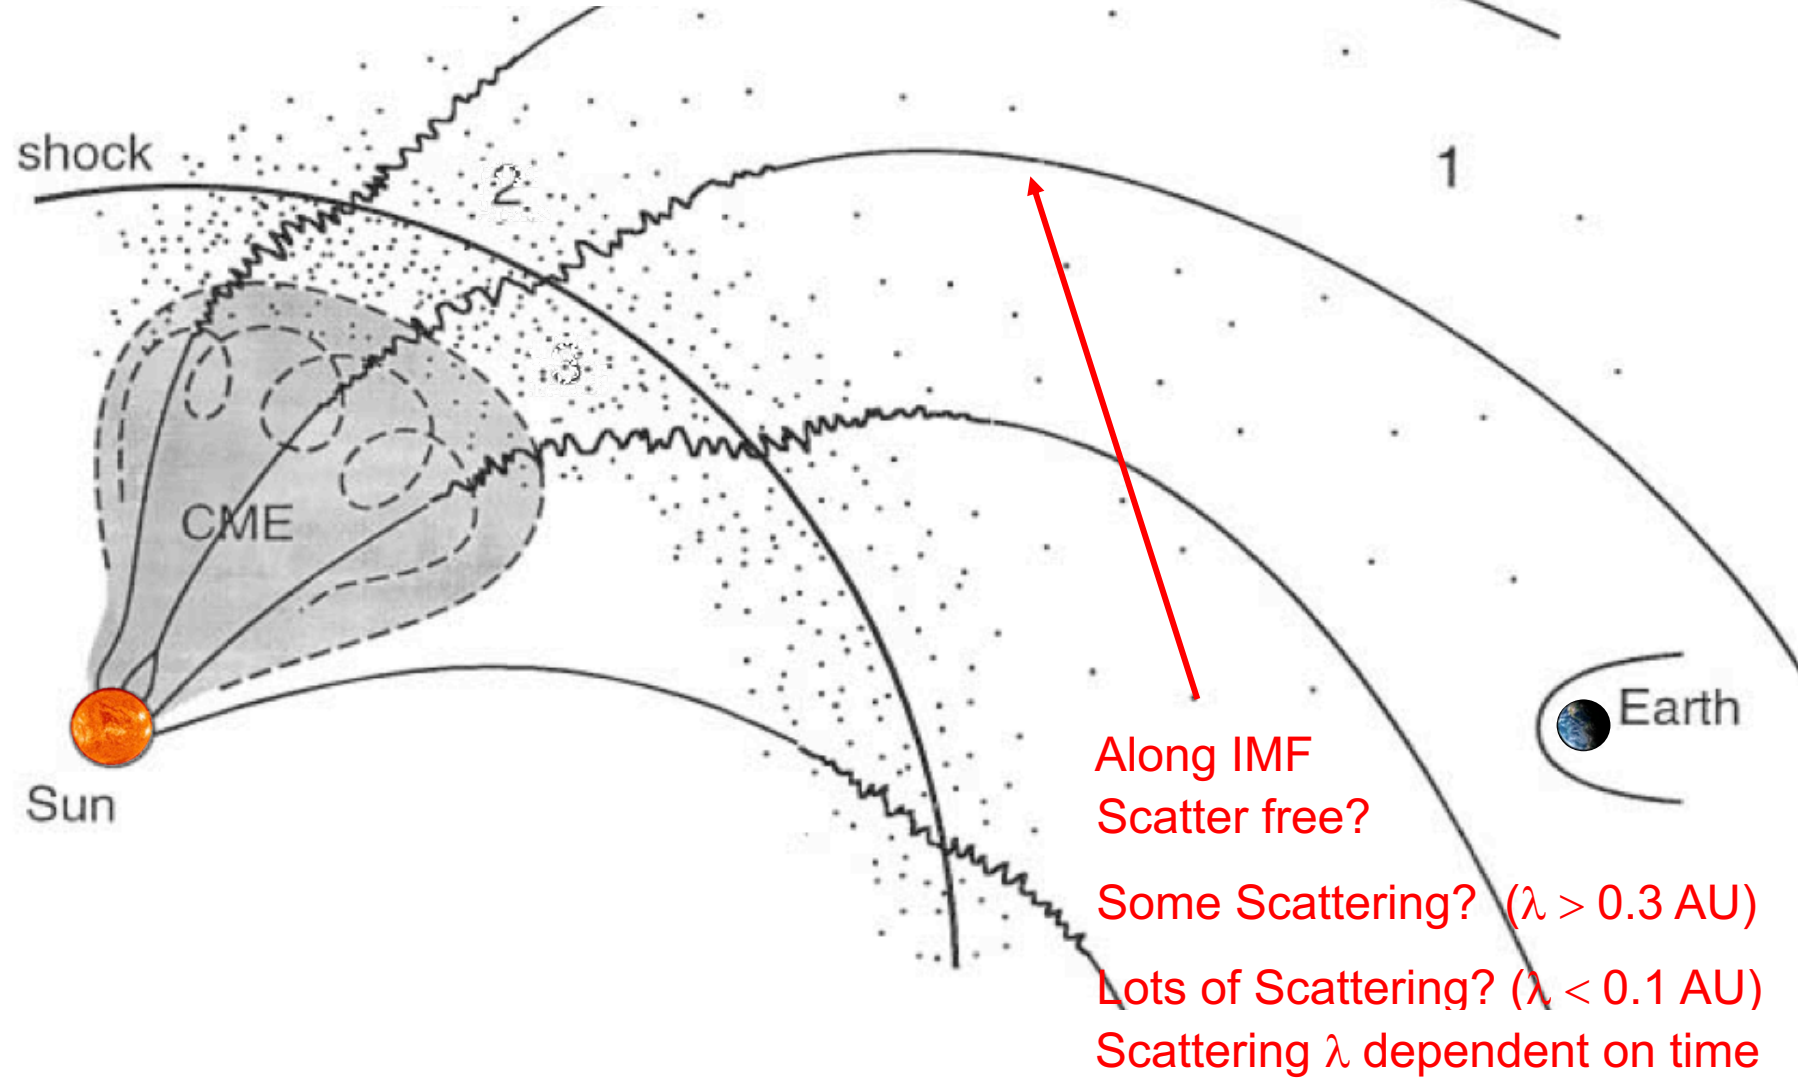 shock
2
1
3
CME
Earth
Sun
Along IMF
Scatter free?
Some Scattering? (λ > 0.3 AU)
Lots of Scattering? (λ < 0.1 AU)
Scattering λ dependent on time